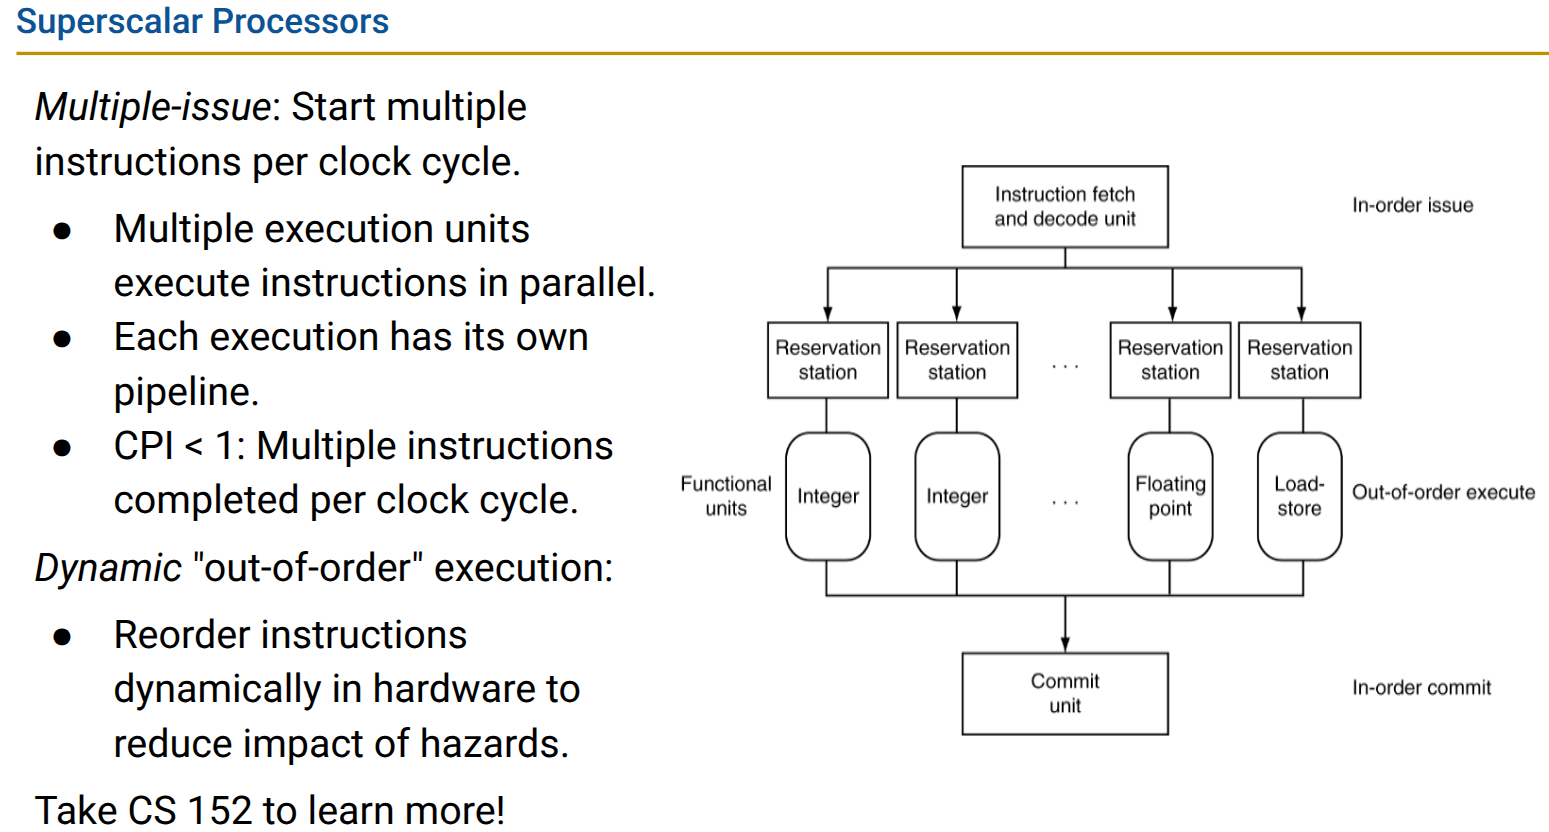 Superscalar Processors
Multiple-issue: Start multiple
instructions per clock cycle.
● Multiple execution units
execute instructions in parallel.
● Each execution has its own
pipeline.
● CPI < 1: Multiple instructions
completed per clock cycle.
Dynamic "out-of-order" execution:
● Reorder instructions
dynamically in hardware to
reduce impact of hazards.
Take CS 152 to learn more!
Instruction fetch
and decode unit
In-order issue
Reservation
station
Reservation
station
. . .
Reservation
station
Reservation
station
Functional
units
Integer
Integer
. . .
Floating
point
Load-
store
Out-of-order execute
Commit
unit
In-order commit